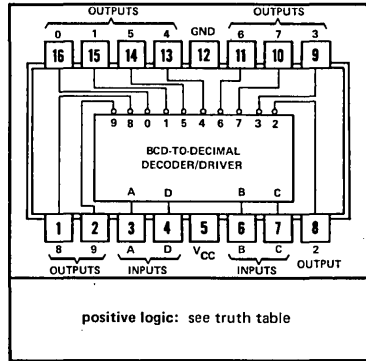 OUTPUTS OUTPUTS
0 1 5 4 GND 6 7 3
16 15 14 13 12 11 10 9
9 8 0 1 5 4 6 7 3 2
BCD-TO-DECIMAL
DECODER/DRIVER
A D B C
1 2 3 4 5 6 7 8
8 9 A D VCC B C 2
OUTPUTS INPUTS INPUTS OUTPUT
positive logic: see truth table